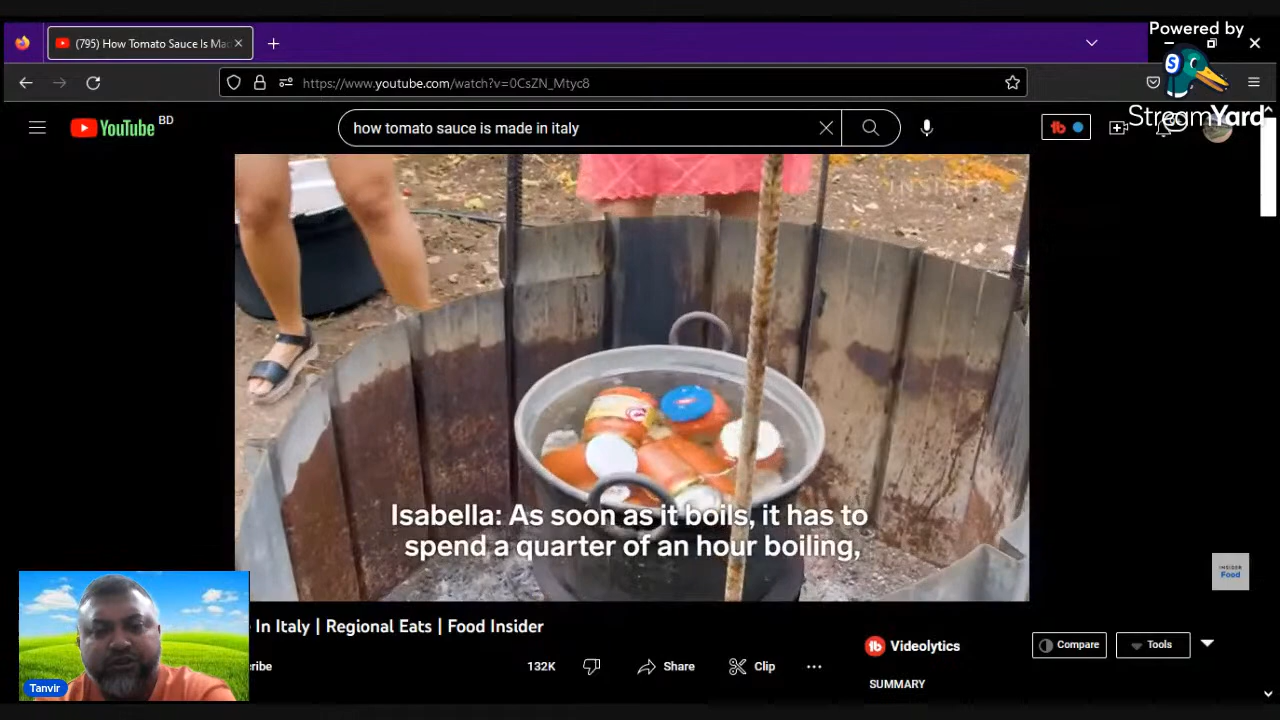 Powered by
StreamYard
(795) How Tomato Sauce Is Mad
https://www.youtube.com/watch?v=0CsZN_Mtyc8
YouTube BD
how tomato sauce is made in italy
INSIDER
Isabella: As soon as it boils, it has to
spend a quarter of an hour boiling,
INSIDER
Food
In Italy | Regional Eats | Food Insider
cribe
132K
Share
Clip
Videolytics
Compare
Tools
SUMMARY
Tanvir